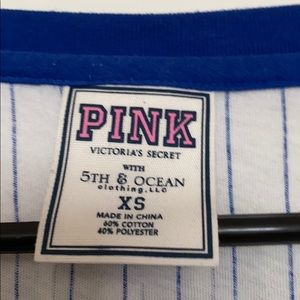 PINK
VICTORIA'S SECRET
WITH
5TH & OCEAN
clothing, LLC
XS
MADE IN CHINA
60% COTTON
40% POLYESTER